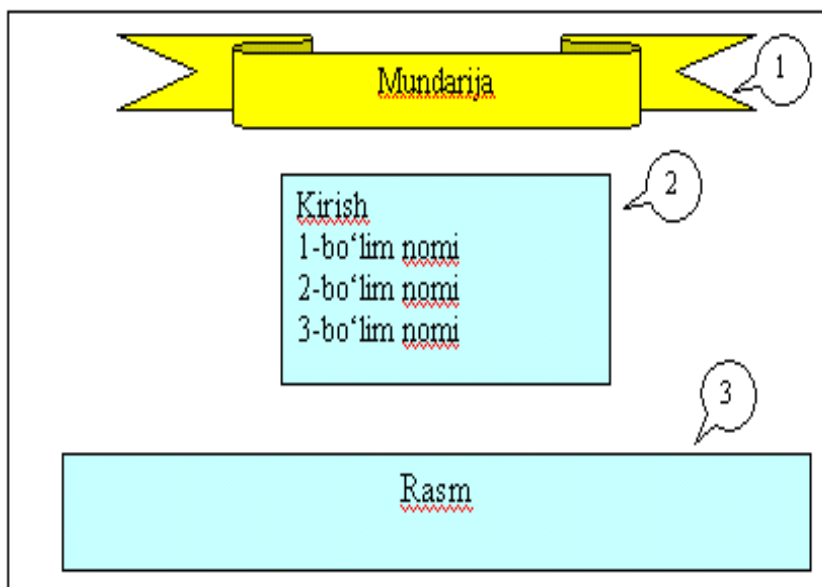 Mundarija
1
2
Kirish
1-bo‘lim nomi
2-bo‘lim nomi
3-bo‘lim nomi
3
Rasm